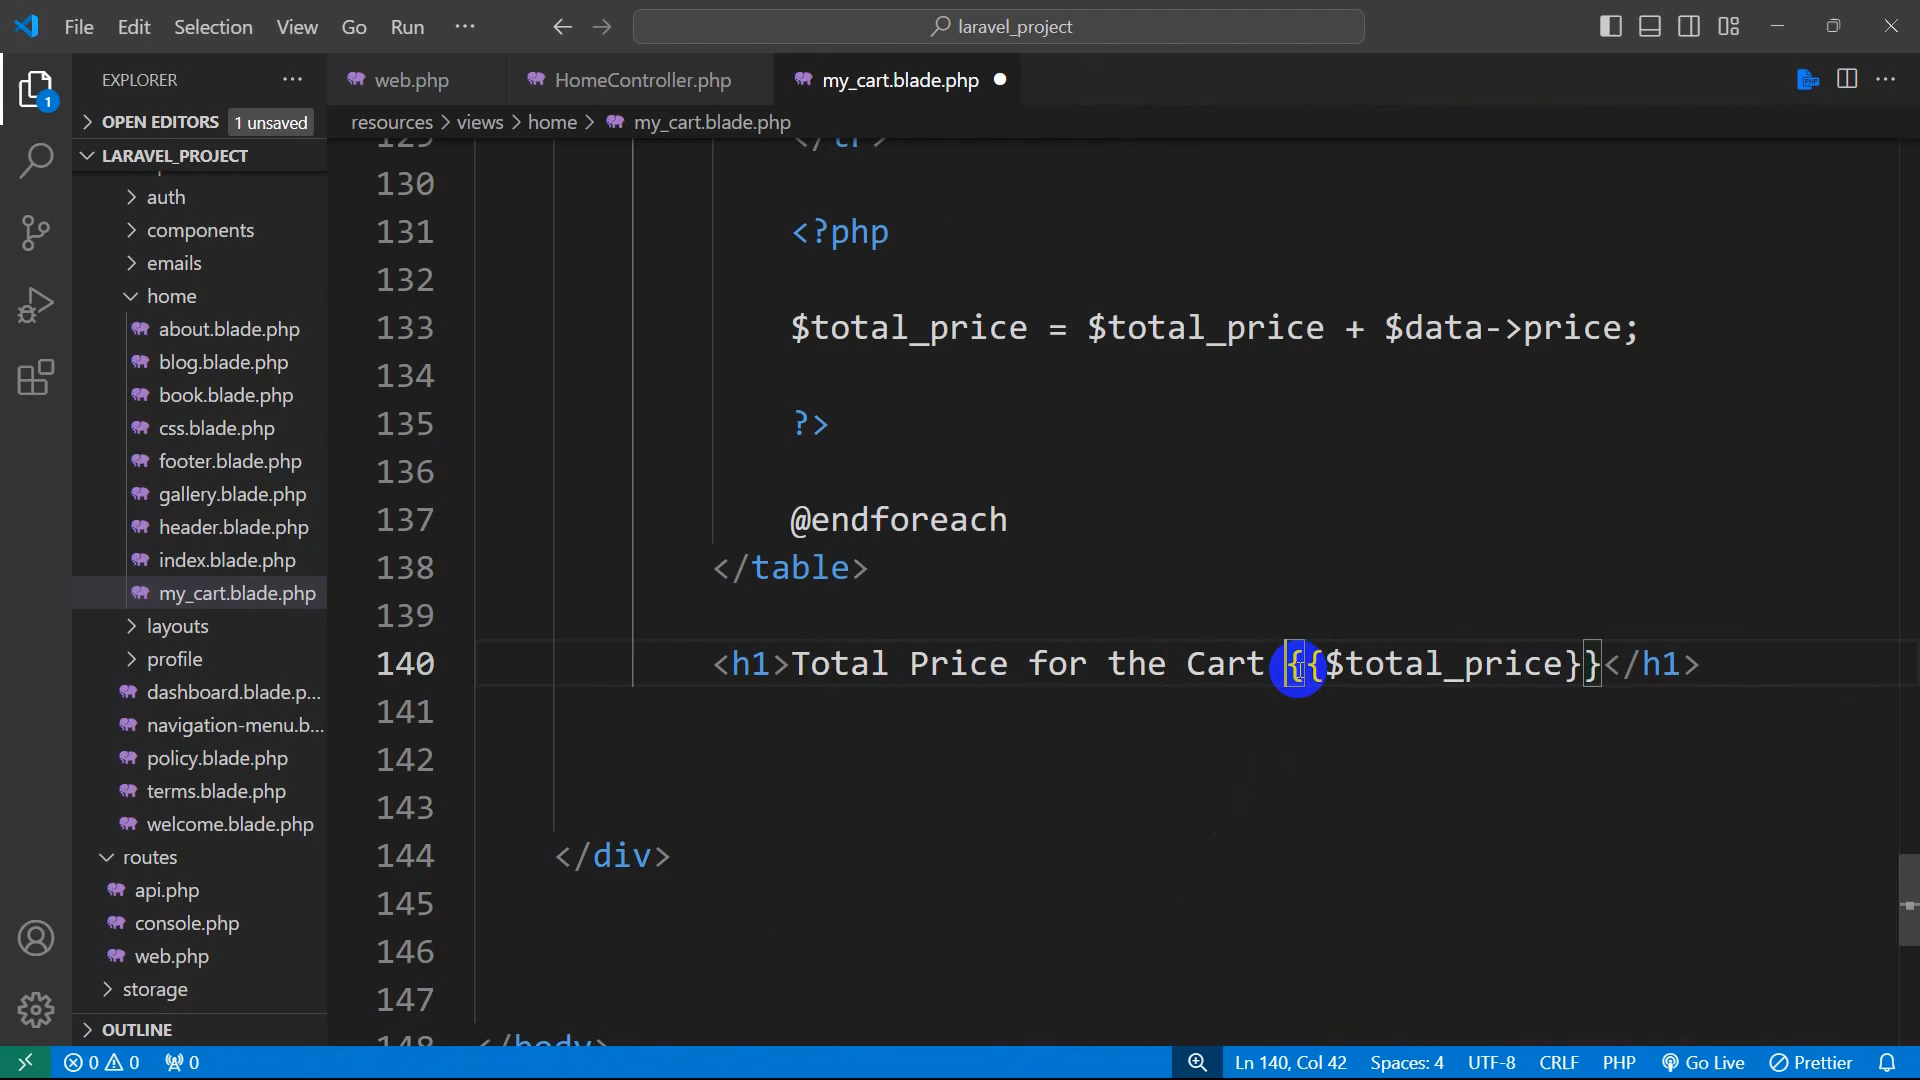 File Edit Selection View Go Run ···
laravel_project
EXPLORER ···
web.php
HomeController.php
my_cart.blade.php
OPEN EDITORS 1 unsaved
resources > views > home > my_cart.blade.php
LARAVEL_PROJECT
auth
components
emails
home
about.blade.php
blog.blade.php
book.blade.php
css.blade.php
footer.blade.php
gallery.blade.php
header.blade.php
index.blade.php
my_cart.blade.php
layouts
profile
dashboard.blade.p...
navigation-menu.b...
policy.blade.php
terms.blade.php
welcome.blade.php
routes
api.php
console.php
web.php
storage
OUTLINE
1
129 </tr>
130
131 <?php
132
133 $total_price = $total_price + $data->price;
134
135 ?>
136
137 @endforeach
138 </table>
139
140 <h1>Total Price for the Cart {{$total_price}}</h1>
141
142
143
144 </div>
145
146
147
148 </body>
0 0 0 Ln 140, Col 42 Spaces: 4 UTF-8 CRLF PHP Go Live Prettier